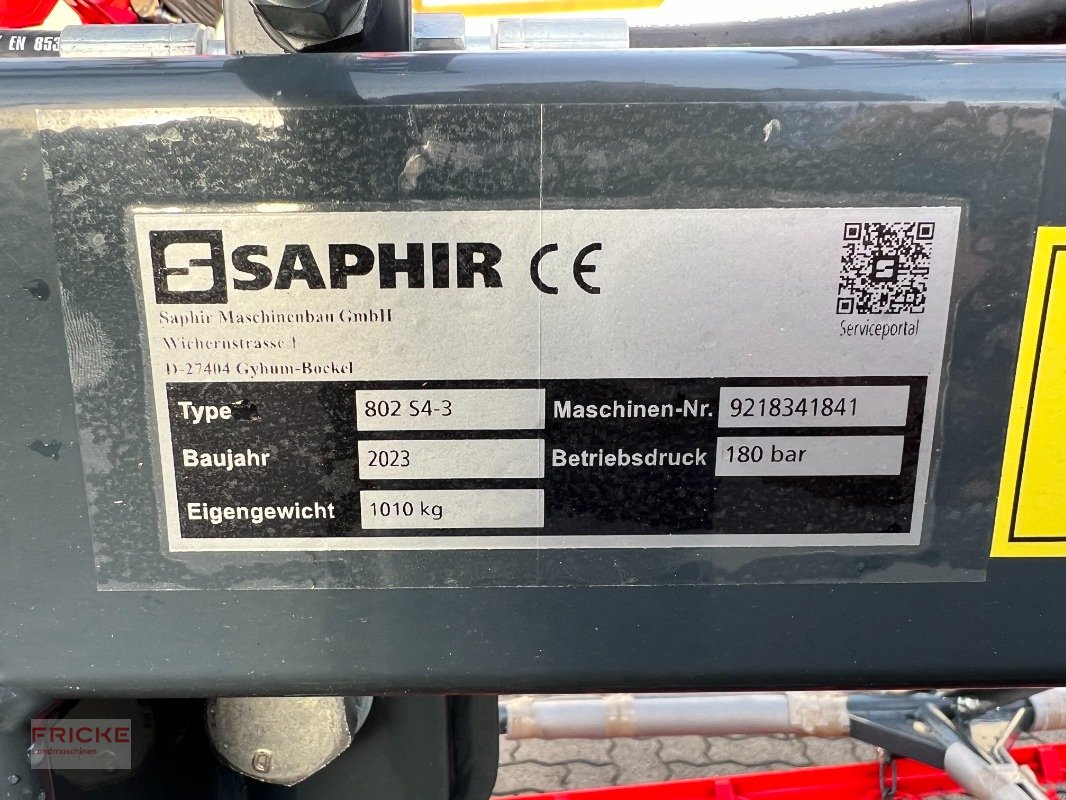 EN 853
SAPHIR CE
Saphir Maschinenbau GmbH
Wichernstrasse 1
D-27404 Gyhum-Bockel
Serviceportal
Type 802 S4-3 Maschinen-Nr. 9218341841
Baujahr 2023 Betriebsdruck 180 bar
Eigengewicht 1010 kg
FRICKE
Landmaschinen